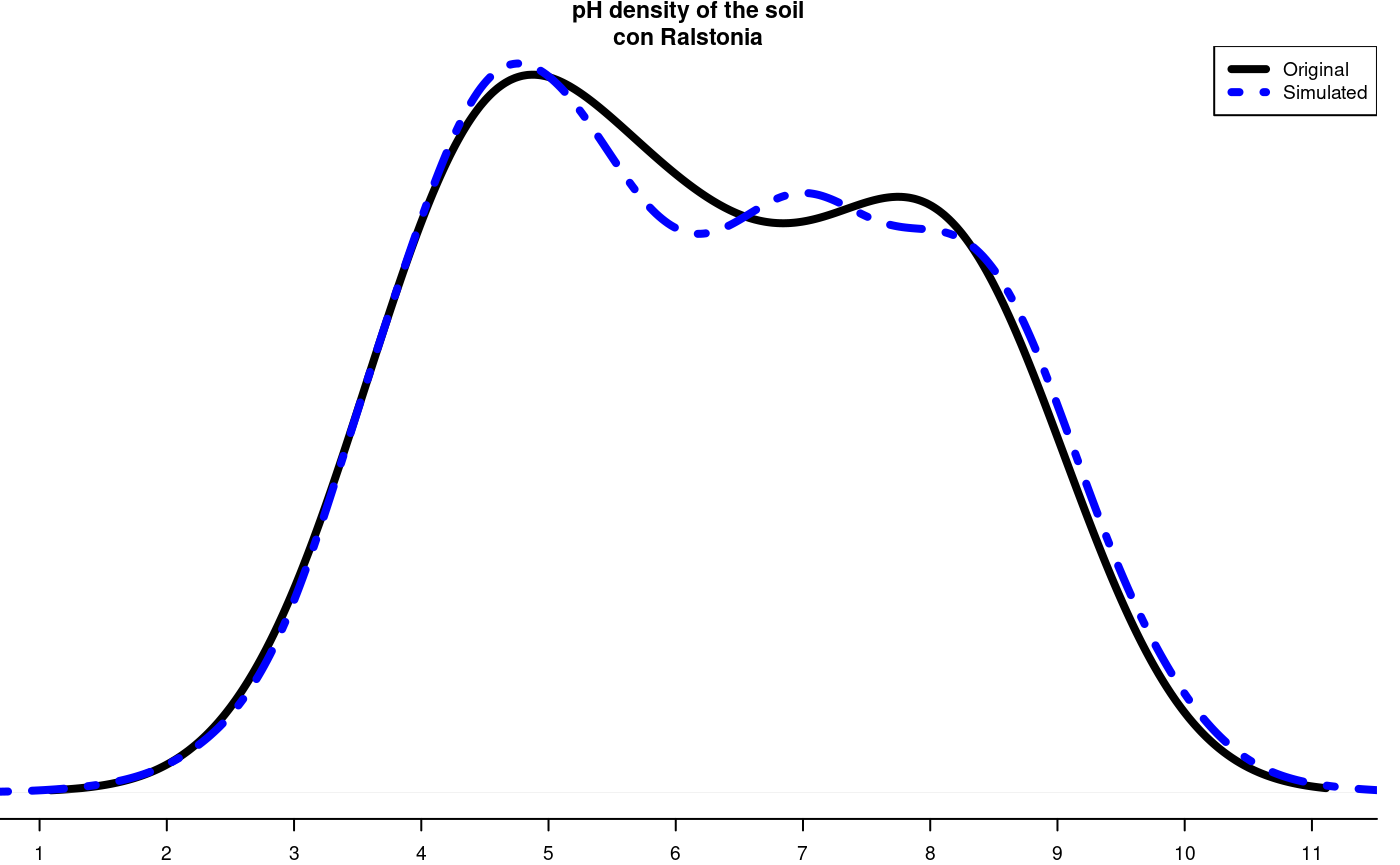 pH density of the soil
con Ralstonia
Original
Simulated
1 2 3 4 5 6 7 8 9 10 11